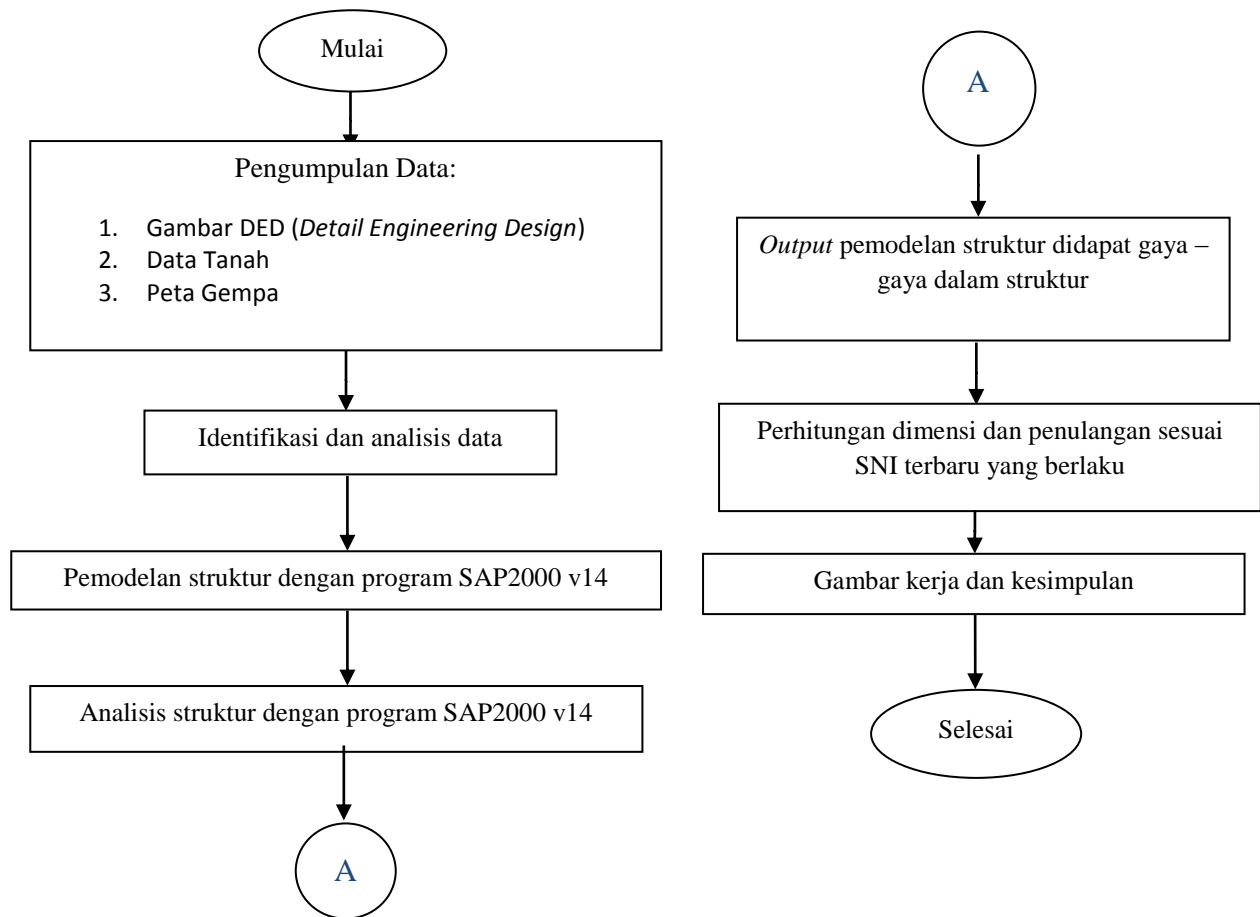 Mulai
Pengumpulan Data:
1. Gambar DED (Detail Engineering Design)
2. Data Tanah
3. Peta Gempa
Identifikasi dan analisis data
Pemodelan struktur dengan program SAP2000 v14
Analisis struktur dengan program SAP2000 v14
A
A
Output pemodelan struktur didapat gaya –
gaya dalam struktur
Perhitungan dimensi dan penulangan sesuai
SNI terbaru yang berlaku
Gambar kerja dan kesimpulan
Selesai